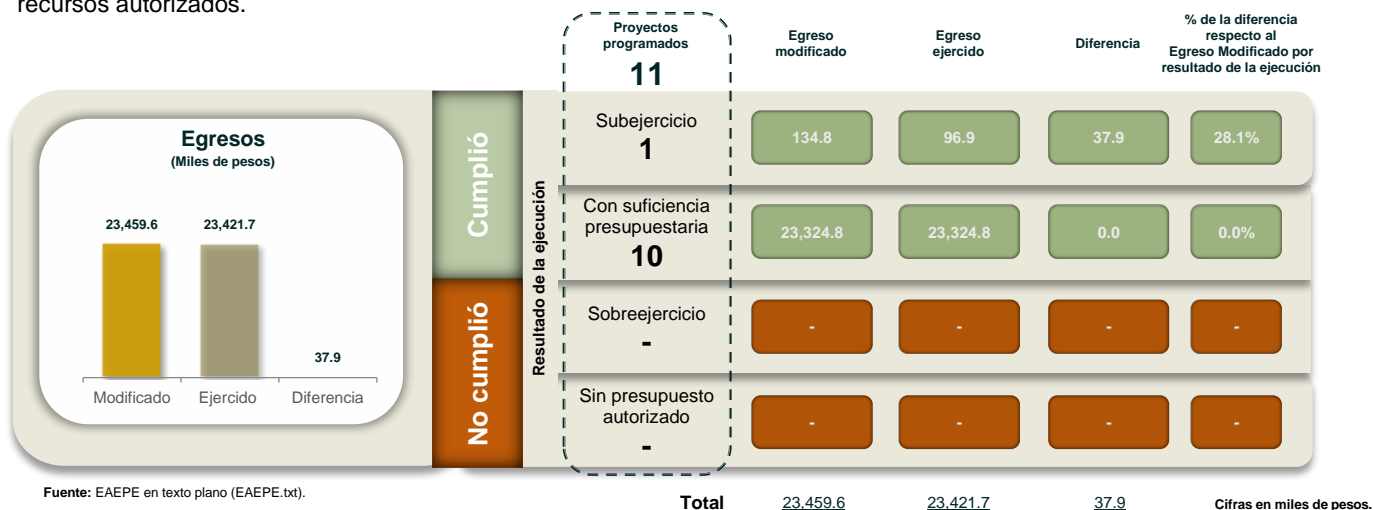 recursos autorizados.
Proyectos
programados
11
Egreso
modificado
Egreso
ejercido
Diferencia
% de la diferencia
respecto al
Egreso Modificado por
resultado de la ejecución
Egresos
(Miles de pesos)
23,459.6
23,421.7
37.9
Modificado
Ejercido
Diferencia
Cumplió
No cumplió
Resultado de la ejecución
Subejercicio
1
134.8
96.9
37.9
28.1%
Con suficiencia
presupuestaria
10
23,324.8
23,324.8
0.0
0.0%
Sobreejercicio
-
-
-
-
-
Sin presupuesto
autorizado
-
-
-
-
-
Fuente: EAEPE en texto plano (EAEPE.txt).
Total
23,459.6
23,421.7
37.9
Cifras en miles de pesos.